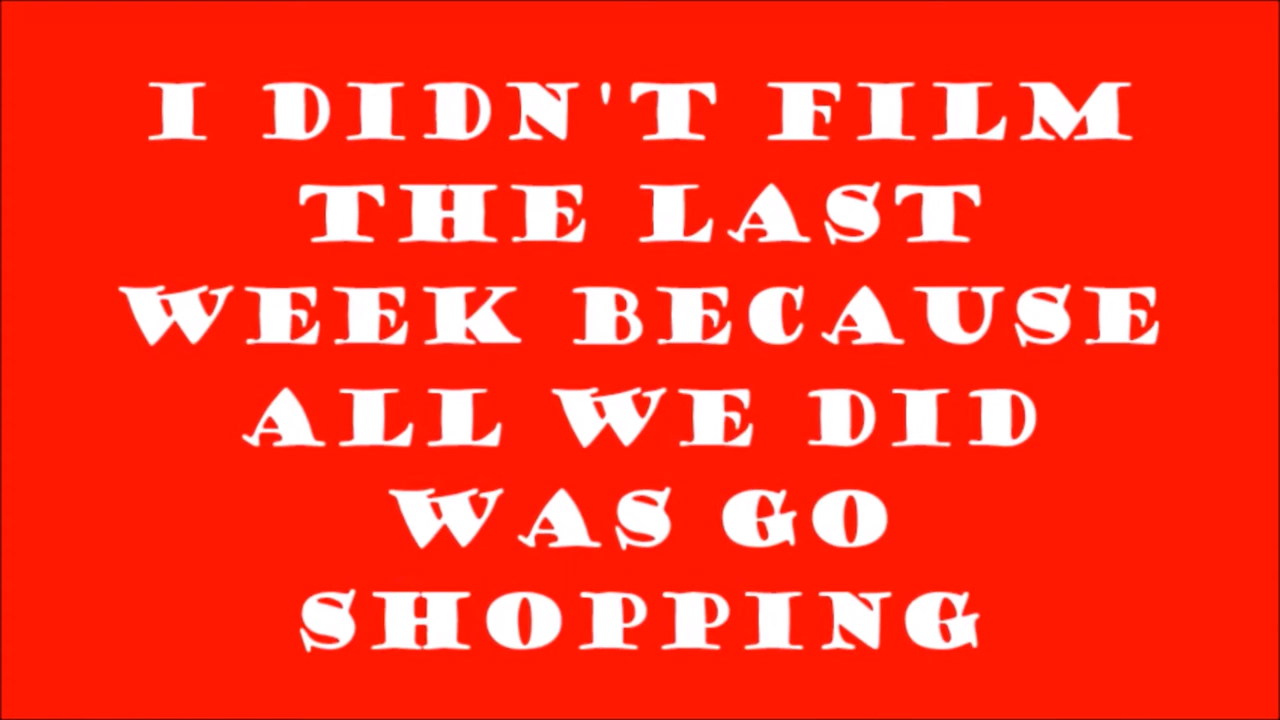 I DIDN'T FILM
THE LAST
WEEK BECAUSE
ALL WE DID
WAS GO
SHOPPING